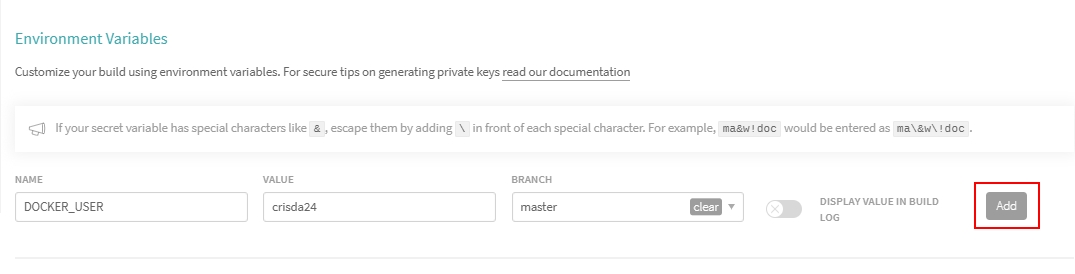 Environment Variables
Customize your build using environment variables. For secure tips on generating private keys read our documentation
If your secret variable has special characters like &, escape them by adding \ in front of each special character. For example, ma&w!doc would be entered as ma\&w\!doc.
NAME VALUE BRANCH
DOCKER_USER crisda24 master clear DISPLAY VALUE IN BUILD LOG Add